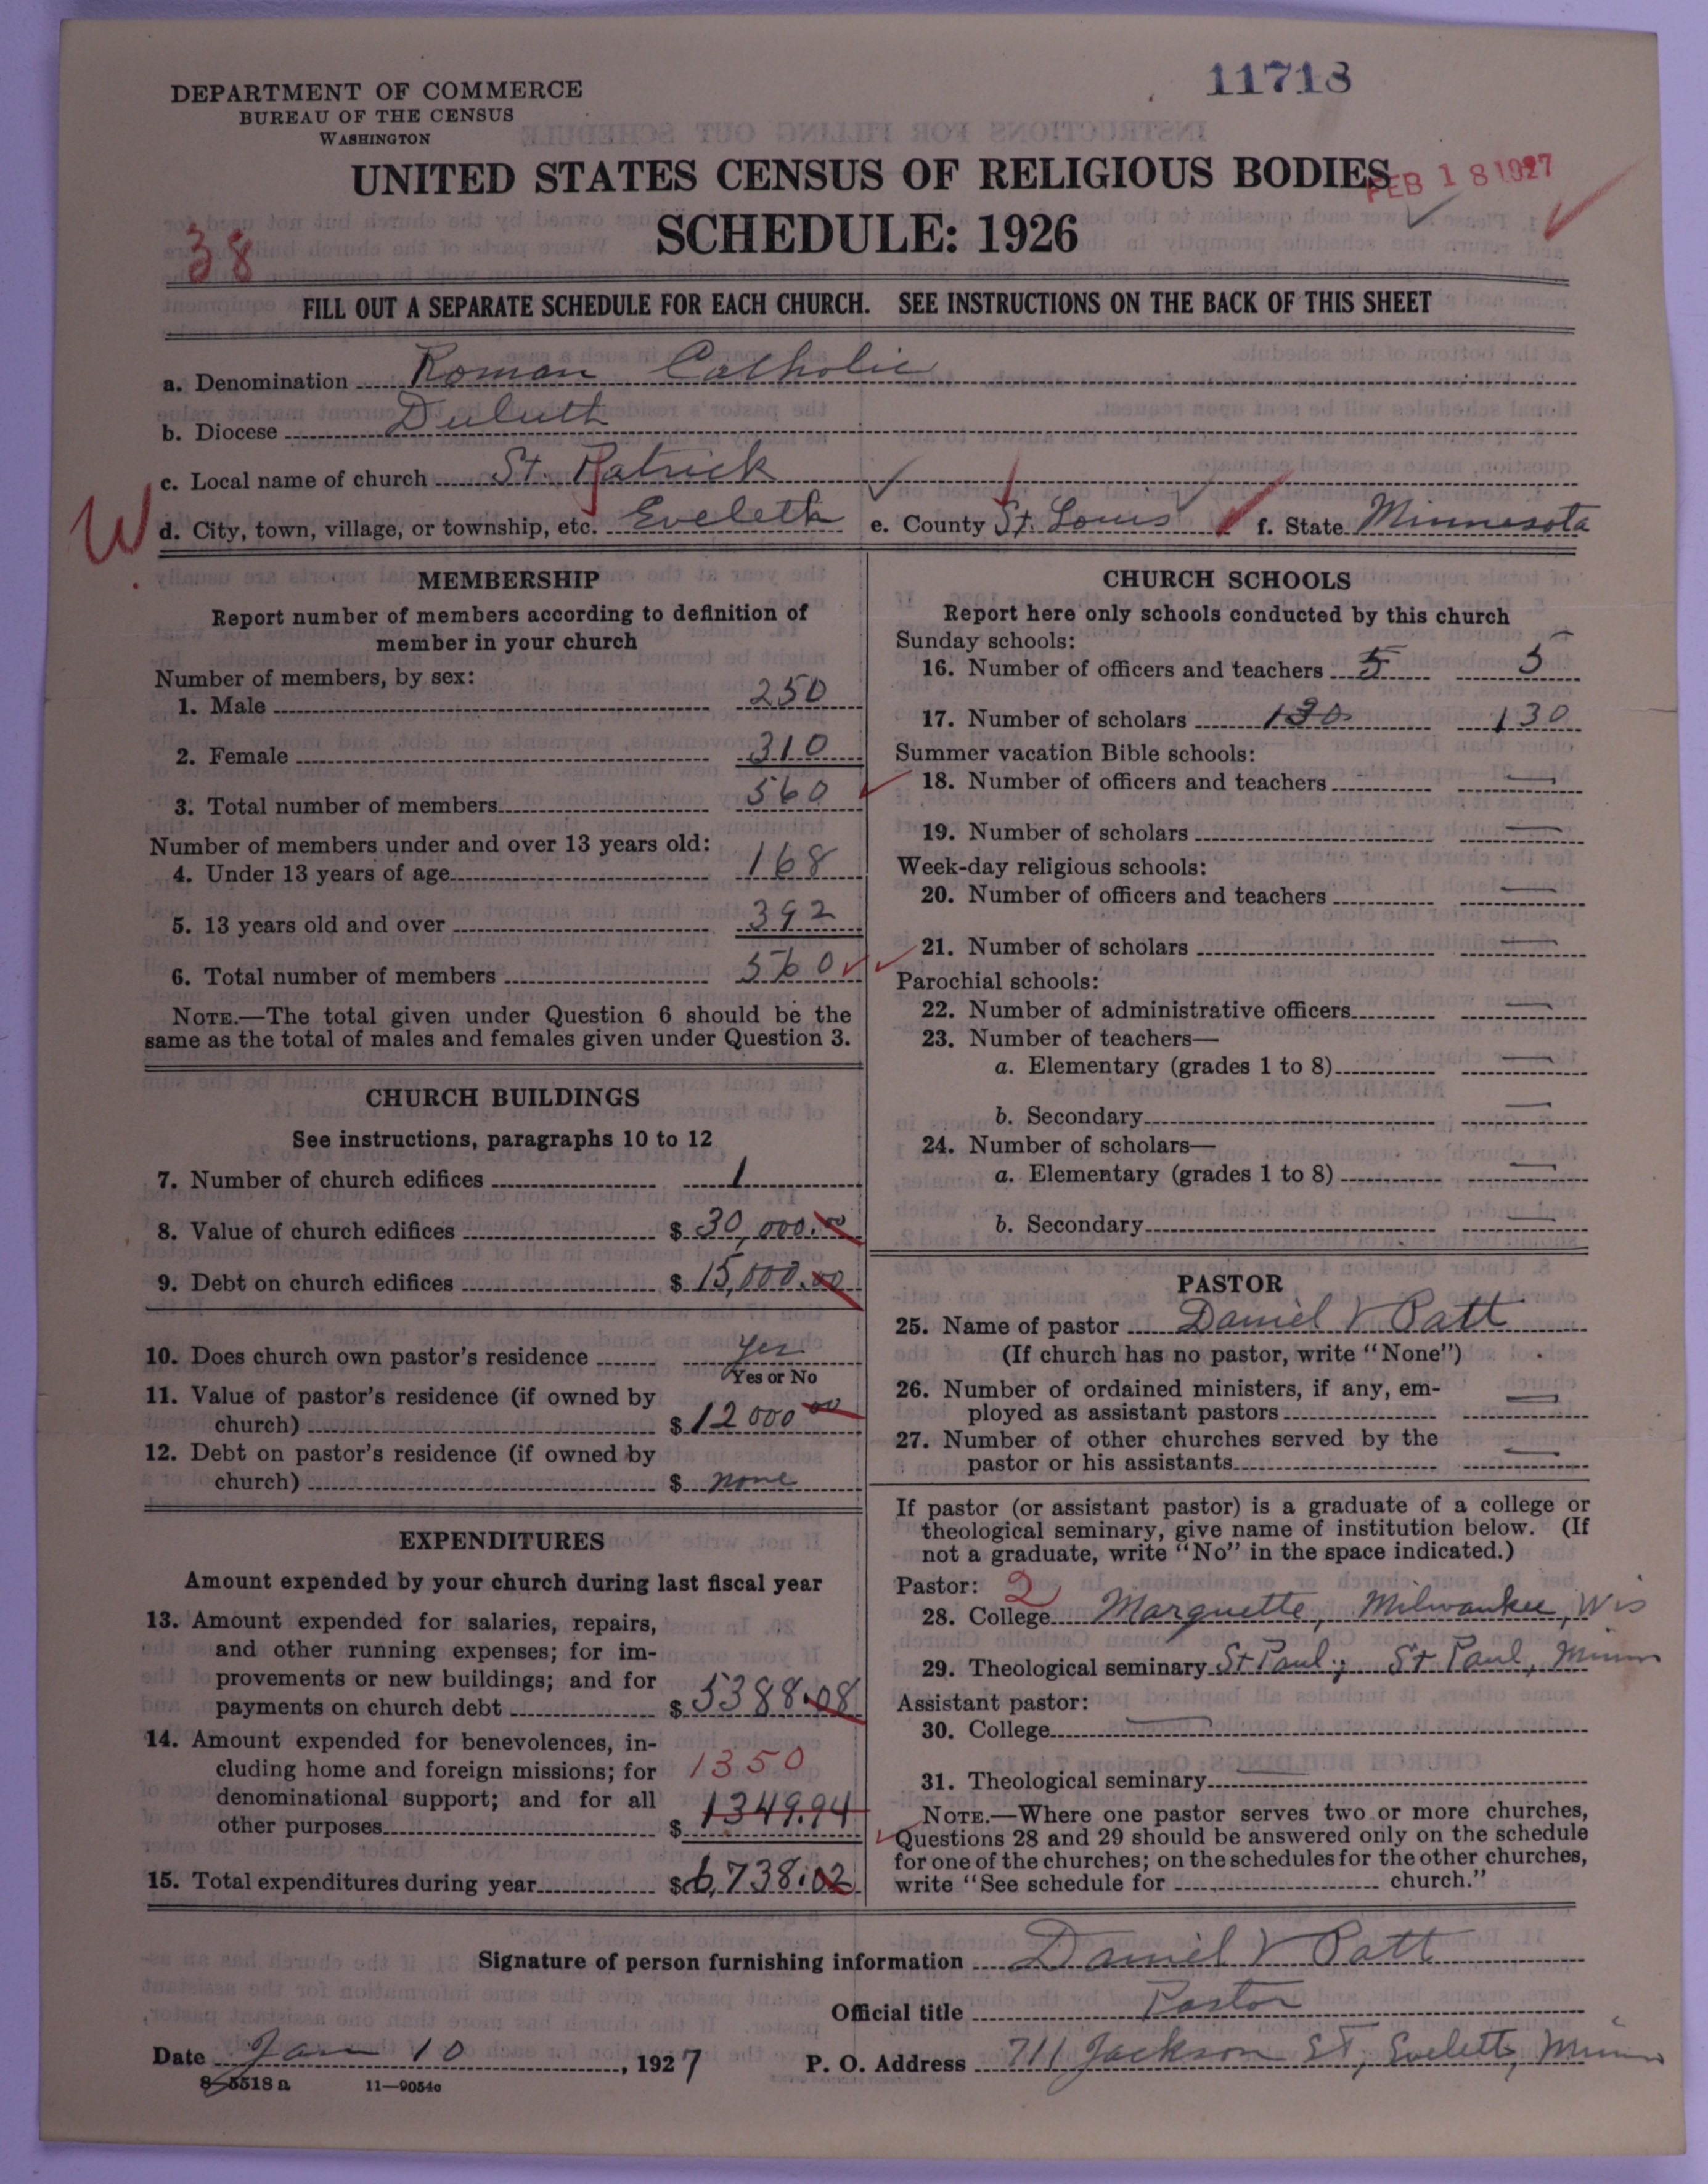 DEPARTMENT OF COMMERCE
BUREAU OF THE CENSUS
WASHINGTON
11718
UNITED STATES CENSUS OF RELIGIOUS BODIES
FEB 18 1927
SCHEDULE: 1926
38
FILL OUT A SEPARATE SCHEDULE FOR EACH CHURCH. SEE INSTRUCTIONS ON THE BACK OF THIS SHEET
a. Denomination Roman Catholic
b. Diocese Duluth
c. Local name of church St. Patrick
W d. City, town, village, or township, etc. Eveleth e. County St. Louis f. State Minnesota
MEMBERSHIP
Report number of members according to definition of
member in your church
Number of members, by sex:
1. Male 250
2. Female 310
3. Total number of members 560
Number of members under and over 13 years old:
4. Under 13 years of age 168
5. 13 years old and over 392
6. Total number of members 560
NOTE.—The total given under Question 6 should be the
same as the total of males and females given under Question 3.
CHURCH BUILDINGS
See instructions, paragraphs 10 to 12
7. Number of church edifices 1
8. Value of church edifices $ 30,000.00
9. Debt on church edifices $ 15,000.00
10. Does church own pastor's residence Yes
Yes or No
11. Value of pastor's residence (if owned by
church) $ 12000 00
12. Debt on pastor's residence (if owned by
church) $ none
EXPENDITURES
Amount expended by your church during last fiscal year
13. Amount expended for salaries, repairs,
and other running expenses; for im-
provements or new buildings; and for
payments on church debt $ 5388.08
14. Amount expended for benevolences, in-
cluding home and foreign missions; for 1350
denominational support; and for all
other purposes $ 1349.94
15. Total expenditures during year $ 6,738.02
CHURCH SCHOOLS
Report here only schools conducted by this church
Sunday schools:
16. Number of officers and teachers 5 5
17. Number of scholars 130 130
Summer vacation Bible schools:
18. Number of officers and teachers —
19. Number of scholars —
Week-day religious schools:
20. Number of officers and teachers —
21. Number of scholars —
Parochial schools:
22. Number of administrative officers —
23. Number of teachers—
a. Elementary (grades 1 to 8) —
b. Secondary —
24. Number of scholars—
a. Elementary (grades 1 to 8) —
b. Secondary —
PASTOR
25. Name of pastor Daniel V Patt
(If church has no pastor, write "None")
26. Number of ordained ministers, if any, em-
ployed as assistant pastors —
27. Number of other churches served by the
pastor or his assistants —
If pastor (or assistant pastor) is a graduate of a college or
theological seminary, give name of institution below. (If
not a graduate, write "No" in the space indicated.)
Pastor: 2
28. College Marquette, Milwaukee, Wis
29. Theological seminary St Paul; St Paul, Minn
Assistant pastor:
30. College —
31. Theological seminary —
NOTE.—Where one pastor serves two or more churches,
Questions 28 and 29 should be answered only on the schedule
for one of the churches; on the schedules for the other churches,
write "See schedule for church."
Signature of person furnishing information Daniel V Patt
Official title Pastor
Date Jan 10, 1927 P. O. Address 711 Jackson St, Eveleth, Minn
8-5518 a 11—9054a